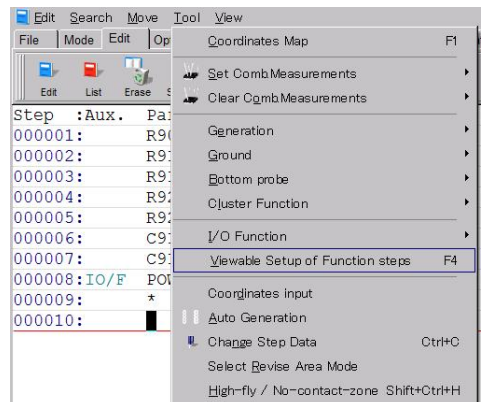 Edit Search Move Tool View
File Mode Edit
Coordinates Map F1
Set Comb.Measurements
Edit List Erase
Clear Comb.Measurements
Step :Aux.
Generation
000001:
000002:
Ground
000003:
Bottom probe
000004:
Cluster Function
000005:
000006:
I/O Function
000007:
Viewable Setup of Function steps F4
000008:IO/F
000009: *
Coordinates input
000010:
Auto Generation
Change Step Data Ctrl+C
Select Revise Area Mode
High-fly / No-contact-zone Shift+Ctrl+H